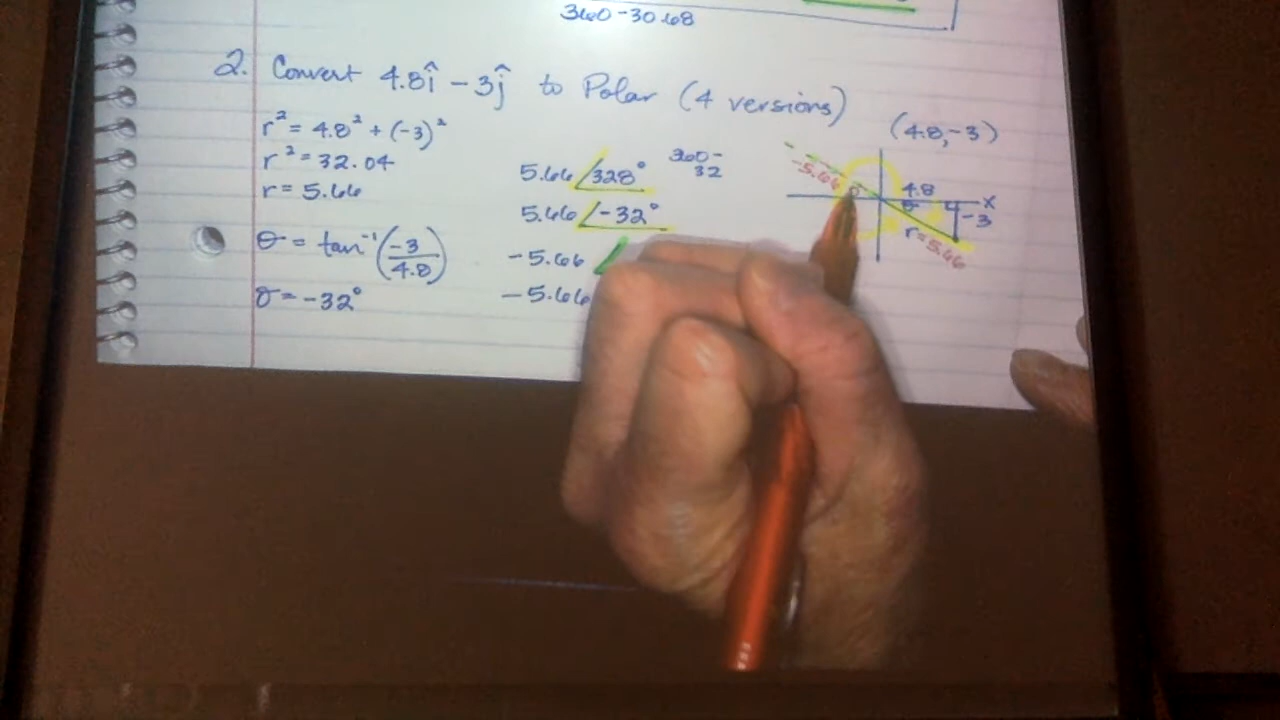 360-30.68
2. Convert 4.8î - 3ĵ to Polar (4 versions)
r² = 4.8² + (-3)²
r² = 32.04
r = 5.66
θ = tan⁻¹(-3/4.8)
θ = -32°
5.66 ∠328°
360-
32
5.66 ∠-32°
-5.66 ∠
-5.66
(4.8, -3)
-5.66
θ
4.8
x
θ
-3
r = 5.66